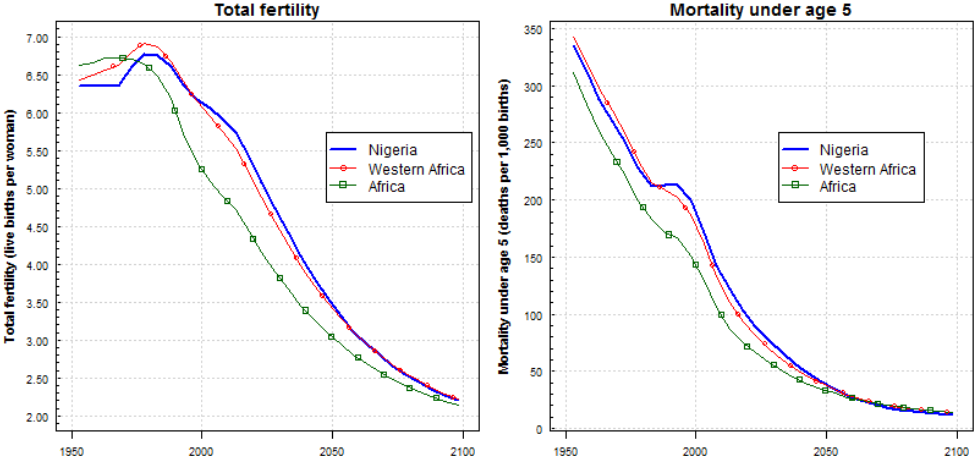 Total fertility
Total fertility (live births per woman)
7.00
6.50
6.00
5.50
5.00
4.50
4.00
3.50
3.00
2.50
2.00
Nigeria
Western Africa
Africa
1950
2000
2050
2100
Mortality under age 5
Mortality under age 5 (deaths per 1,000 births)
350
300
250
200
150
100
50
0
Nigeria
Western Africa
Africa
1950
2000
2050
2100